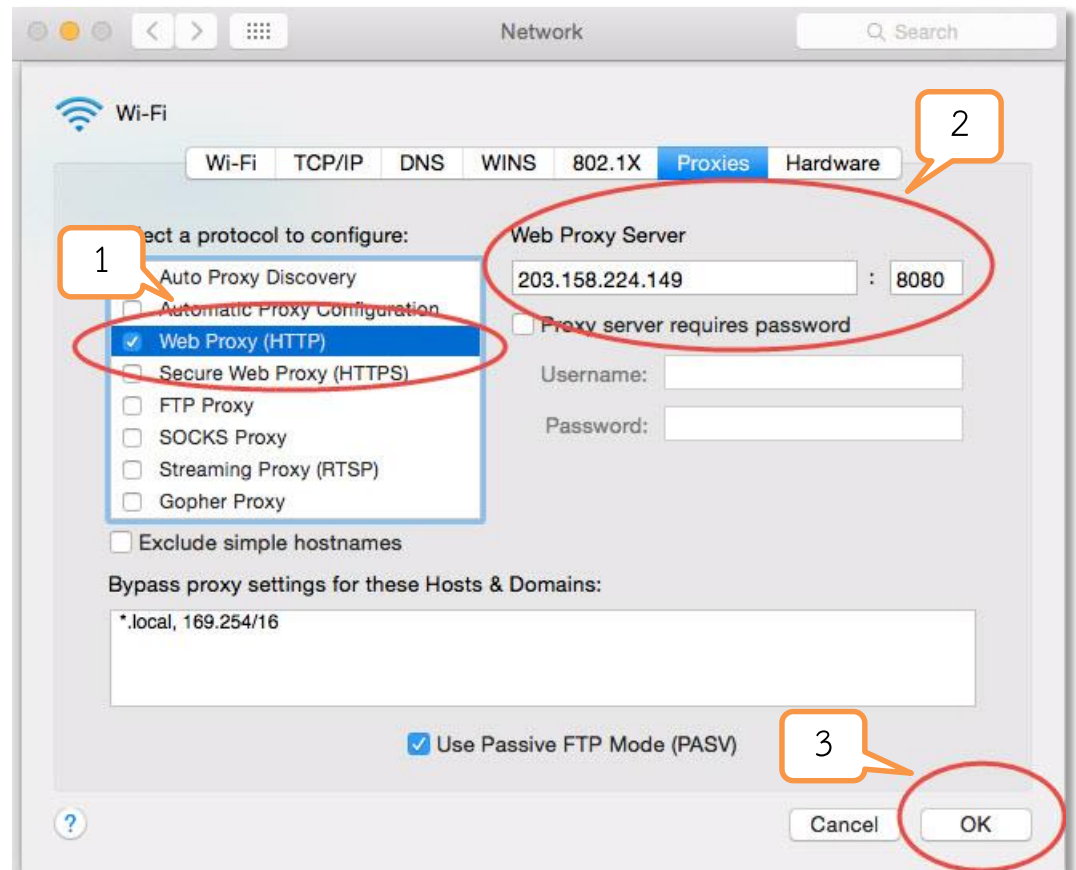 Network
Search
Wi-Fi
2
Wi-Fi TCP/IP DNS WINS 802.1X Proxies Hardware
ect a protocol to configure:
1
Auto Proxy Discovery
Automatic Proxy Configuration
Web Proxy (HTTP)
Secure Web Proxy (HTTPS)
FTP Proxy
SOCKS Proxy
Streaming Proxy (RTSP)
Gopher Proxy
Web Proxy Server
203.158.224.149 : 8080
Proxy server requires password
Username:
Password:
Exclude simple hostnames
Bypass proxy settings for these Hosts & Domains:
*.local, 169.254/16
Use Passive FTP Mode (PASV)
3
?
Cancel
OK